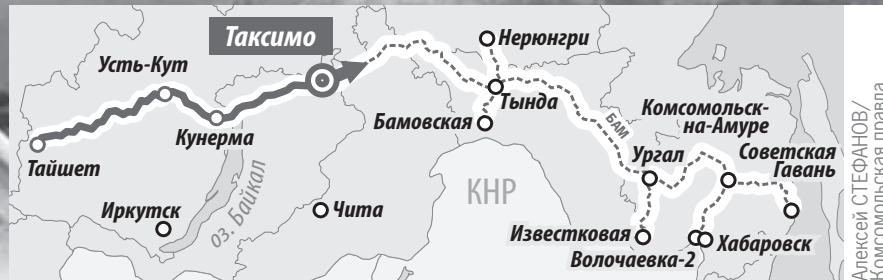 Таксимо
Нерюнгри
Усть-Кут
Тында
Комсомольск-
на-Амуре
Бамовская
БАМ
Кунерма
Советская
Гавань
Ургал
Тайшет
КНР
оз. Байкал
Иркутск
Чита
Известковая
Хабаровск
Волочаевка-2
Алексей СТЕФАНОВ/
Комсомольская правда